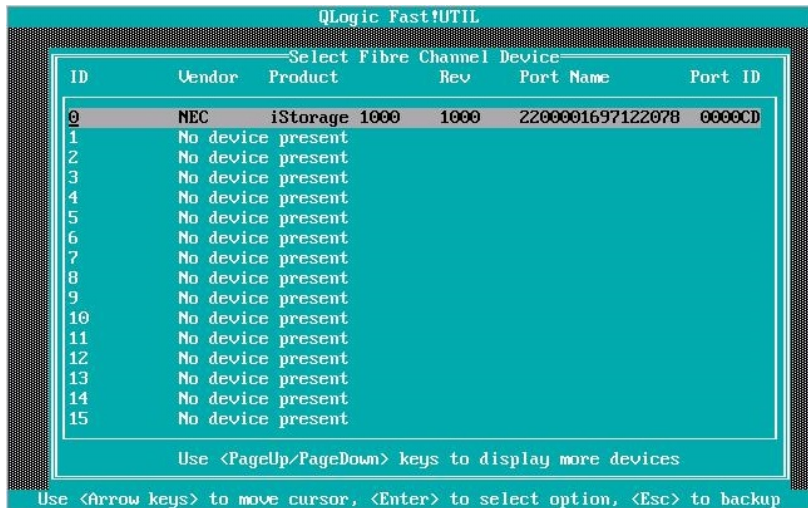 QLogic Fast!UTIL
Select Fibre Channel Device
ID Vendor Product Rev Port Name Port ID
0 NEC iStorage 1000 1000 2200001697122078 0000CD
1 No device present
2 No device present
3 No device present
4 No device present
5 No device present
6 No device present
7 No device present
8 No device present
9 No device present
10 No device present
11 No device present
12 No device present
13 No device present
14 No device present
15 No device present
Use <PageUp/PageDown> keys to display more devices
Use <Arrow keys> to move cursor, <Enter> to select option, <Esc> to backup